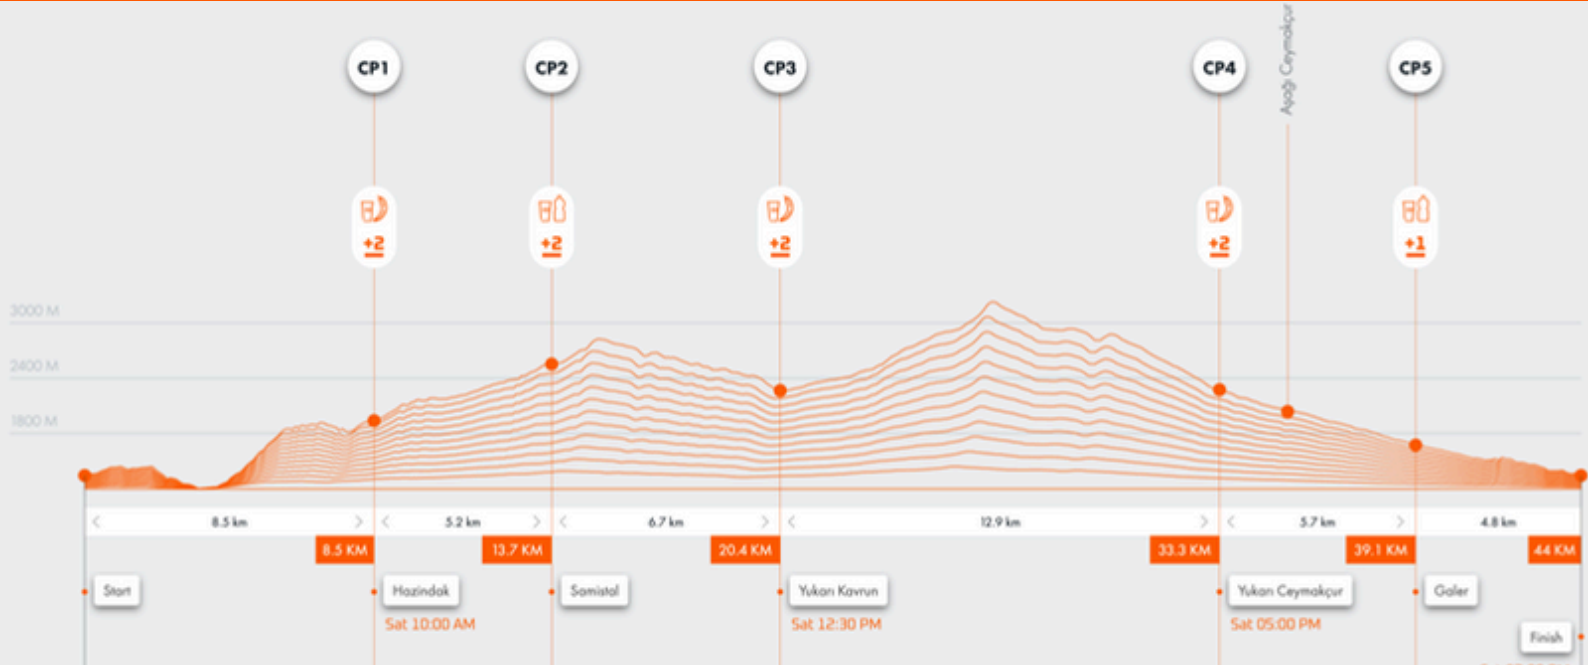 Aşağı Ceymakçur
CP1
CP2
CP3
CP4
CP5
+2
+2
+2
+2
+1
3000 M
2400 M
1800 M
8.5 km
5.2 km
6.7 km
12.9 km
5.7 km
4.8 km
8.5 KM
13.7 KM
20.4 KM
33.3 KM
39.1 KM
44 KM
Start
Hazindak
Samistal
Yukarı Kavrun
Yukarı Ceymakçur
Galer
Sat 10:00 AM
Sat 12:30 PM
Sat 05:00 PM
Finish